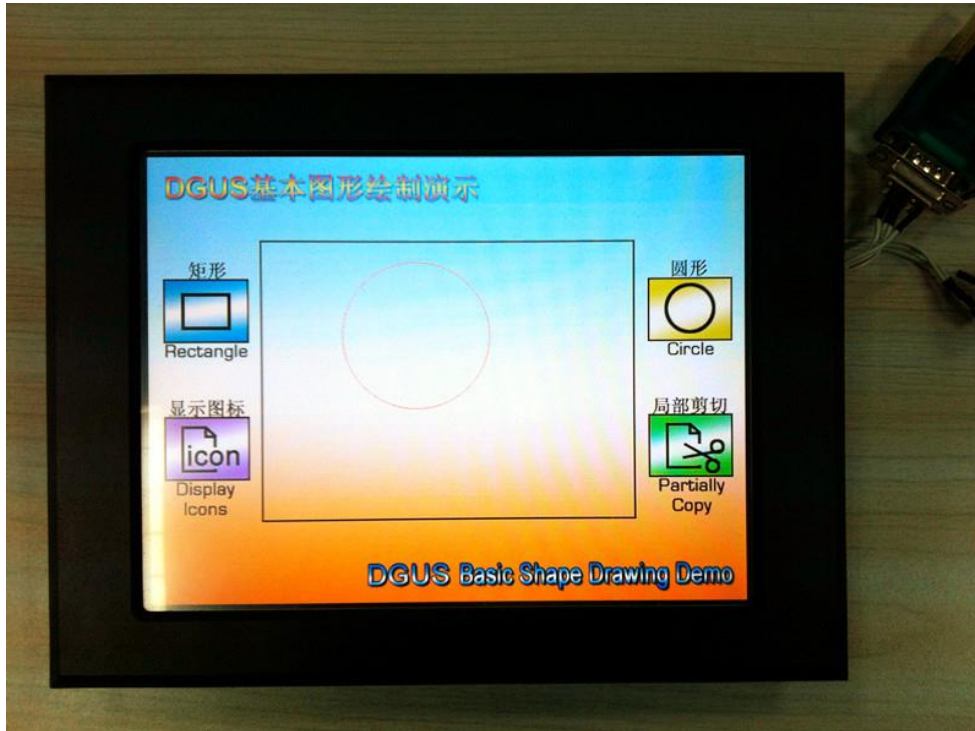 DGUS基本图形绘制演示
矩形
Rectangle
圆形
Circle
显示图标
icon
Display
Icons
局部剪切
Partially
Copy
DGUS Basic Shape Drawing Demo